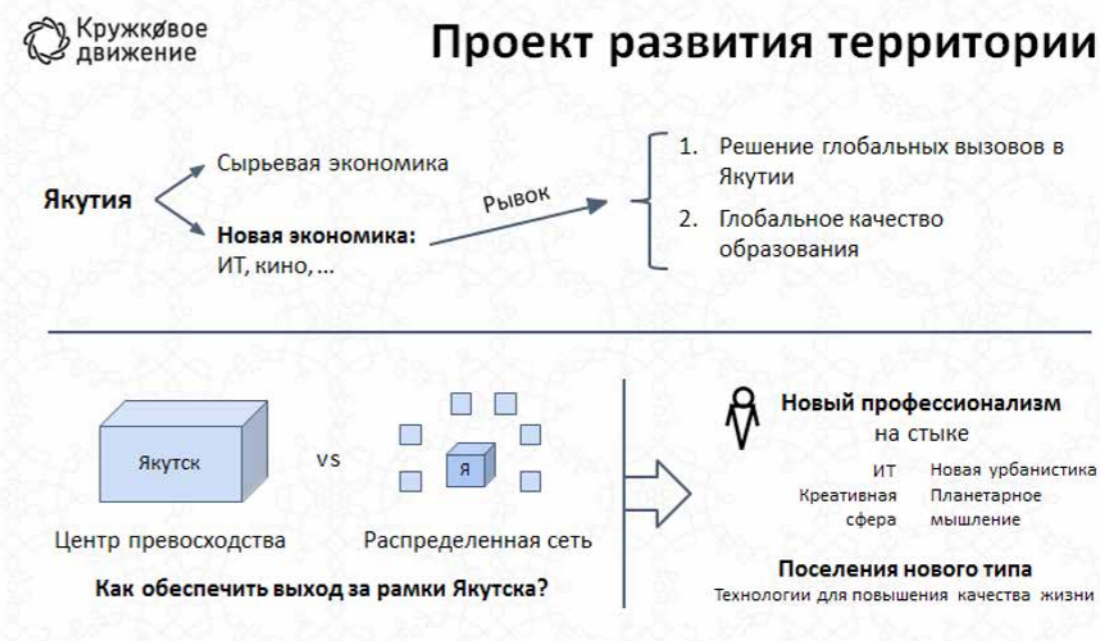 Кружкøвое
движение
Проект развития территории
Якутия
Сырьевая экономика
Новая экономика:
ИТ, кино, ...
Рывок
1. Решение глобальных вызовов в
Якутии
2. Глобальное качество
образования
Якутск
vs
Я
Центр превосходства
Распределенная сеть
Как обеспечить выход за рамки Якутска?
Новый профессионализм
на стыке
ИТ
Креативная
сфера
Новая урбанистика
Планетарное
мышление
Поселения нового типа
Технологии для повышения качества жизни